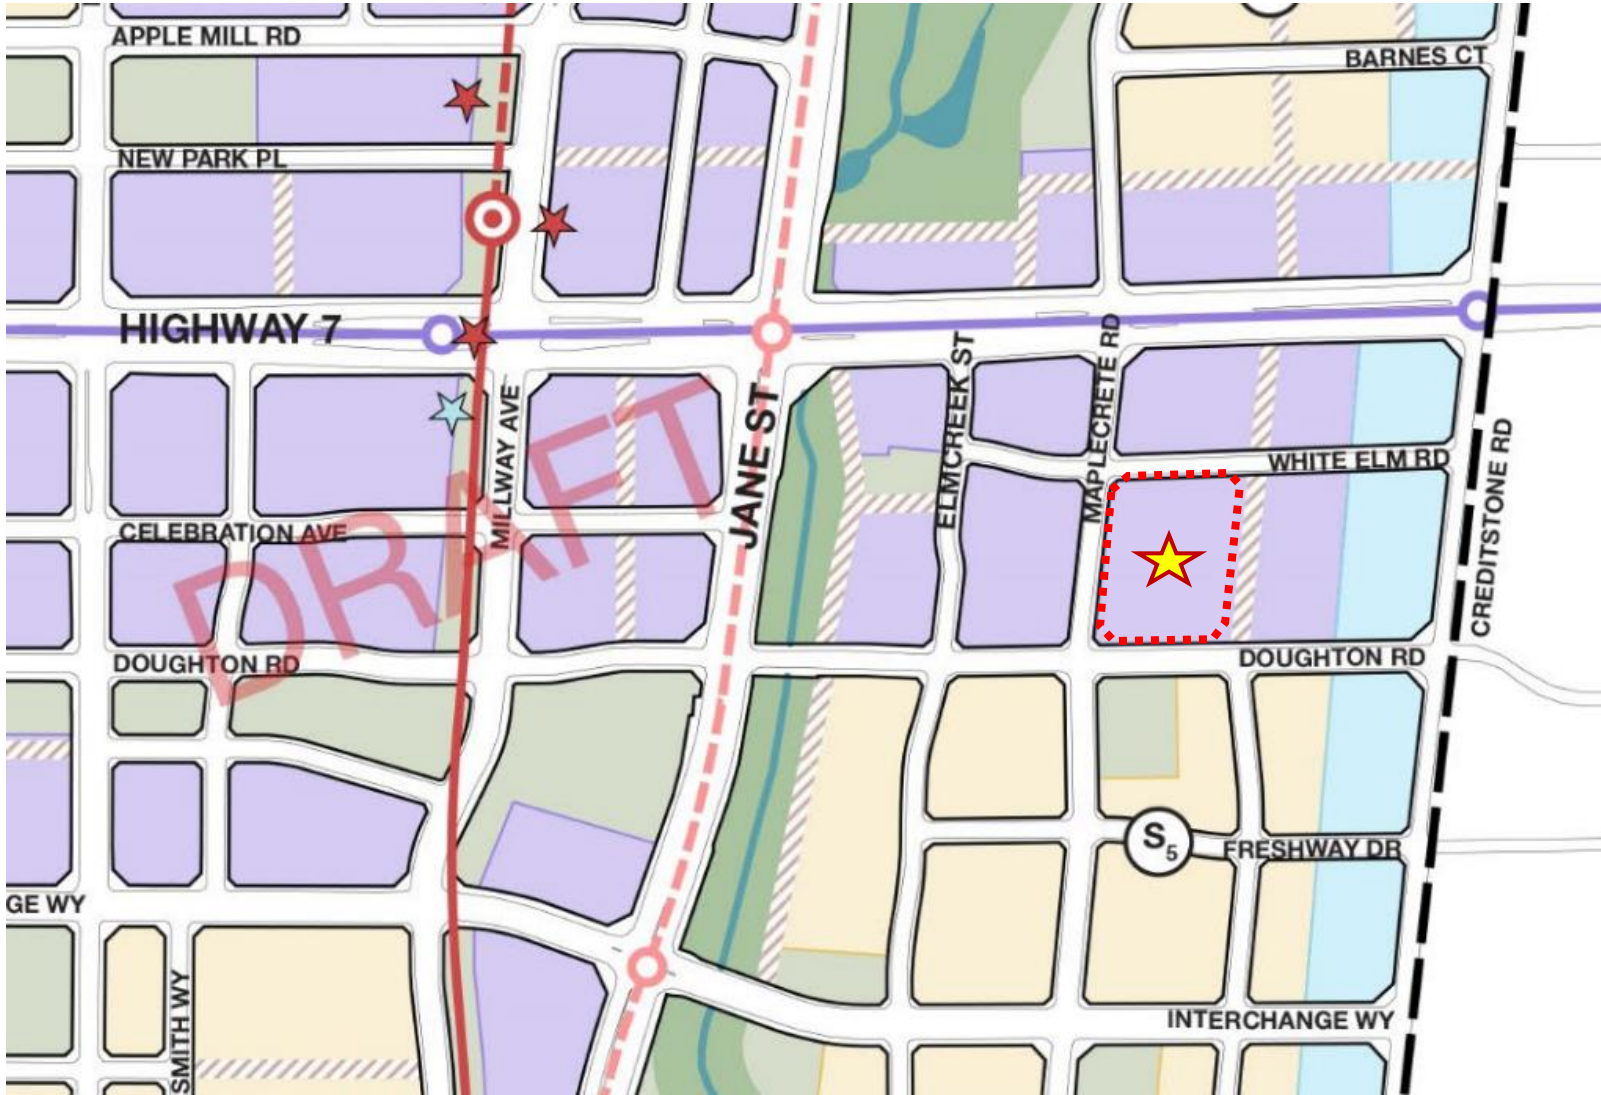 APPLE MILL RD
BARNES CT
NEW PARK PL
HIGHWAY 7
ELMCREEK ST
MAPLECRETE RD
MILLWAY AVE
JANE ST
WHITE ELM RD
CREDITSTONE RD
CELEBRATION AVE
DRAFT
DOUGHTON RD
DOUGHTON RD
S5
FRESHWAY DR
GE WY
SMITH WY
INTERCHANGE WY